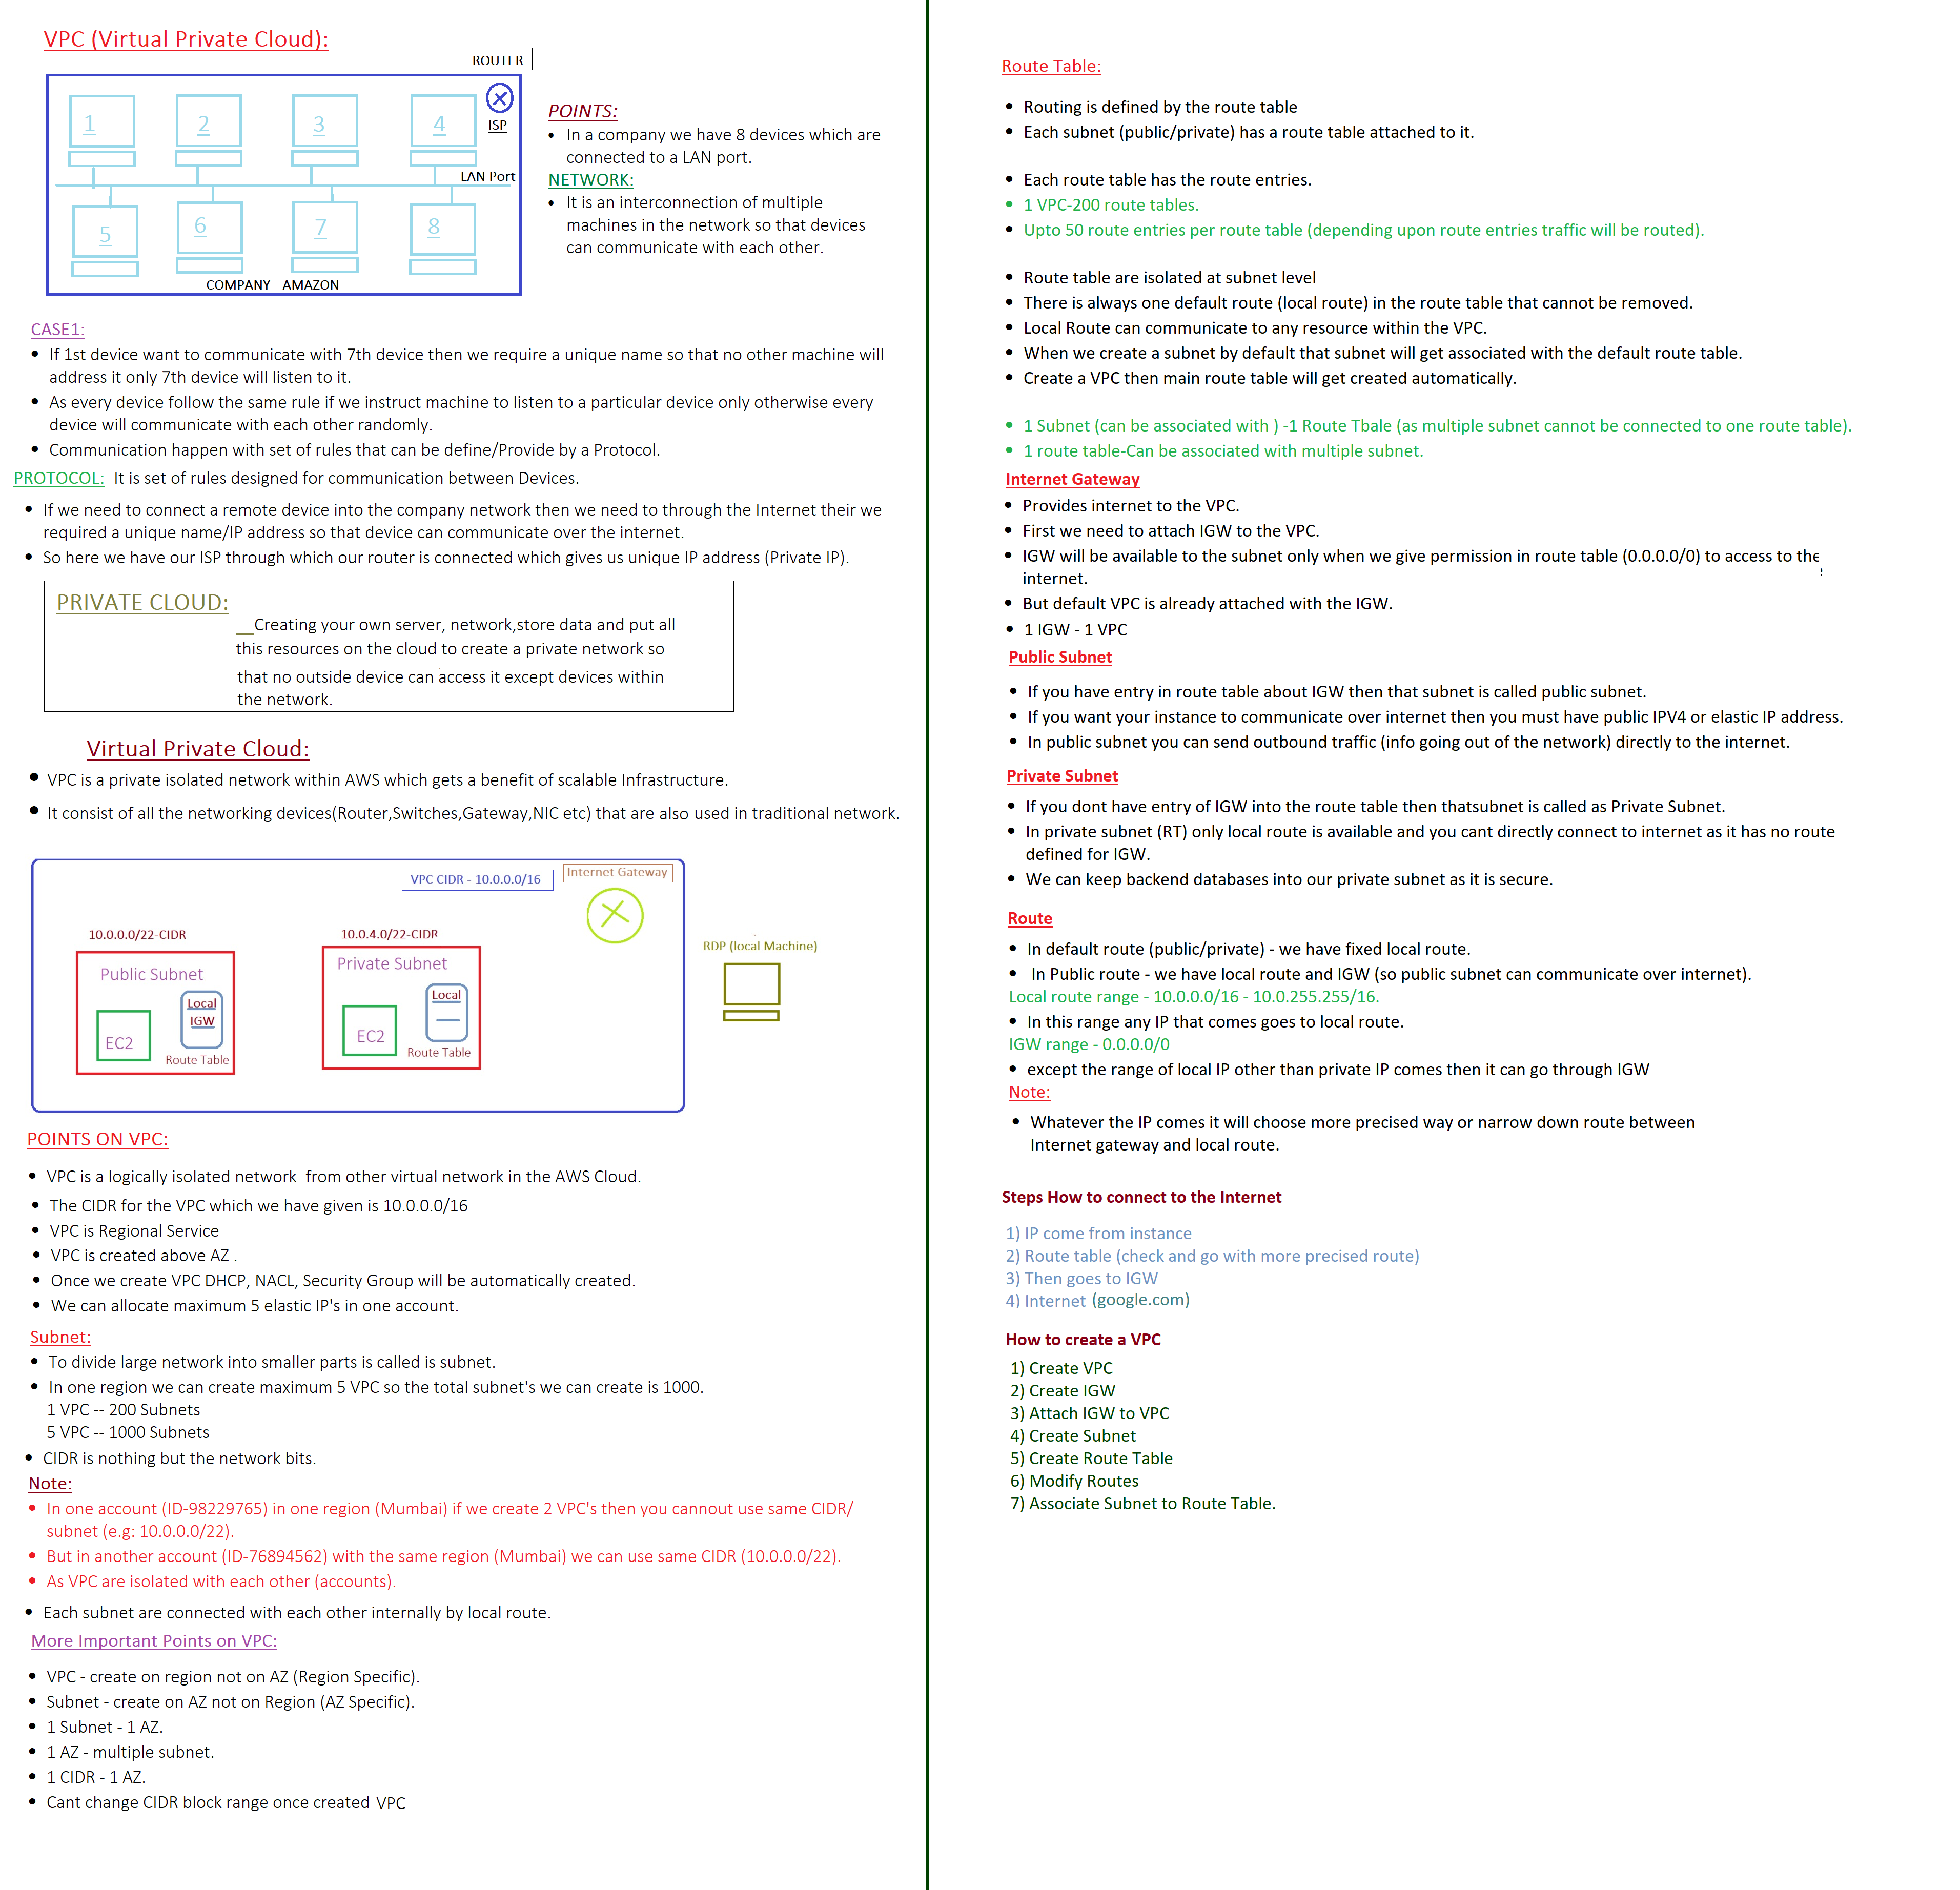 VPC (Virtual Private Cloud):
ROUTER
1
2
3
4
ISP
LAN Port
5
6
7
8
COMPANY - AMAZON
POINTS:
• In a company we have 8 devices which are
connected to a LAN port.
NETWORK:
• It is an interconnection of multiple
machines in the network so that devices
can communicate with each other.
CASE1:
• If 1st device want to communicate with 7th device then we require a unique name so that no other machine will
address it only 7th device will listen to it.
• As every device follow the same rule if we instruct machine to listen to a particular device only otherwise every
device will communicate with each other randomly.
• Communication happen with set of rules that can be define/Provide by a Protocol.
PROTOCOL: It is set of rules designed for communication between Devices.
• If we need to connect a remote device into the company network then we need to through the Internet their we
required a unique name/IP address so that device can communicate over the internet.
• So here we have our ISP through which our router is connected which gives us unique IP address (Private IP).
PRIVATE CLOUD:
__Creating your own server, network,store data and put all
this resources on the cloud to create a private network so
that no outside device can access it except devices within
the network.
Virtual Private Cloud:
• VPC is a private isolated network within AWS which gets a benefit of scalable Infrastructure.
• It consist of all the networking devices(Router,Switches,Gateway,NIC etc) that are also used in traditional network.
VPC CIDR - 10.0.0.0/16
Internet Gateway
10.0.0.0/22-CIDR
Public Subnet
Local
IGW
EC2
Route Table
10.0.4.0/22-CIDR
Private Subnet
Local
EC2
Route Table
RDP (local Machine)
POINTS ON VPC:
• VPC is a logically isolated network  from other virtual network in the AWS Cloud.
• The CIDR for the VPC which we have given is 10.0.0.0/16
• VPC is Regional Service
• VPC is created above AZ .
• Once we create VPC DHCP, NACL, Security Group will be automatically created.
• We can allocate maximum 5 elastic IP's in one account.
Subnet:
• To divide large network into smaller parts is called is subnet.
• In one region we can create maximum 5 VPC so the total subnet's we can create is 1000.
1 VPC -- 200 Subnets
5 VPC -- 1000 Subnets
• CIDR is nothing but the network bits.
Note:
• In one account (ID-98229765) in one region (Mumbai) if we create 2 VPC's then you cannout use same CIDR/
subnet (e.g: 10.0.0.0/22).
• But in another account (ID-76894562) with the same region (Mumbai) we can use same CIDR (10.0.0.0/22).
• As VPC are isolated with each other (accounts).
• Each subnet are connected with each other internally by local route.
More Important Points on VPC:
• VPC - create on region not on AZ (Region Specific).
• Subnet - create on AZ not on Region (AZ Specific).
• 1 Subnet - 1 AZ.
• 1 AZ - multiple subnet.
• 1 CIDR - 1 AZ.
• Cant change CIDR block range once created VPC
Route Table:
• Routing is defined by the route table
• Each subnet (public/private) has a route table attached to it.
• Each route table has the route entries.
• 1 VPC-200 route tables.
• Upto 50 route entries per route table (depending upon route entries traffic will be routed).
• Route table are isolated at subnet level
• There is always one default route (local route) in the route table that cannot be removed.
• Local Route can communicate to any resource within the VPC.
• When we create a subnet by default that subnet will get associated with the default route table.
• Create a VPC then main route table will get created automatically.
• 1 Subnet (can be associated with ) -1 Route Tbale (as multiple subnet cannot be connected to one route table).
• 1 route table-Can be associated with multiple subnet.
Internet Gateway
• Provides internet to the VPC.
• First we need to attach IGW to the VPC.
• IGW will be available to the subnet only when we give permission in route table (0.0.0.0/0) to access to the
internet.
• But default VPC is already attached with the IGW.
• 1 IGW - 1 VPC
Public Subnet
• If you have entry in route table about IGW then that subnet is called public subnet.
• If you want your instance to communicate over internet then you must have public IPV4 or elastic IP address.
• In public subnet you can send outbound traffic (info going out of the network) directly to the internet.
Private Subnet
• If you dont have entry of IGW into the route table then thatsubnet is called as Private Subnet.
• In private subnet (RT) only local route is available and you cant directly connect to internet as it has no route
defined for IGW.
• We can keep backend databases into our private subnet as it is secure.
Route
• In default route (public/private) - we have fixed local route.
• In Public route - we have local route and IGW (so public subnet can communicate over internet).
Local route range - 10.0.0.0/16 - 10.0.255.255/16.
• In this range any IP that comes goes to local route.
IGW range - 0.0.0.0/0
• except the range of local IP other than private IP comes then it can go through IGW
Note:
• Whatever the IP comes it will choose more precised way or narrow down route between
Internet gateway and local route.
Steps How to connect to the Internet
1) IP come from instance
2) Route table (check and go with more precised route)
3) Then goes to IGW
4) Internet (google.com)
How to create a VPC
1) Create VPC
2) Create IGW
3) Attach IGW to VPC
4) Create Subnet
5) Create Route Table
6) Modify Routes
7) Associate Subnet to Route Table.